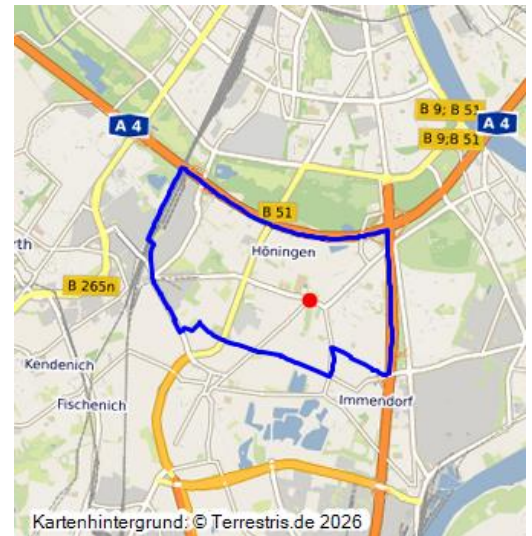 B 9; B 51
A 4
A 4
B 9;B 51
B 51
rth
Höningen
B 265n
Kendenich
Fischenich
Immendorf
Kartenhintergrund: © Terrestris.de 2026